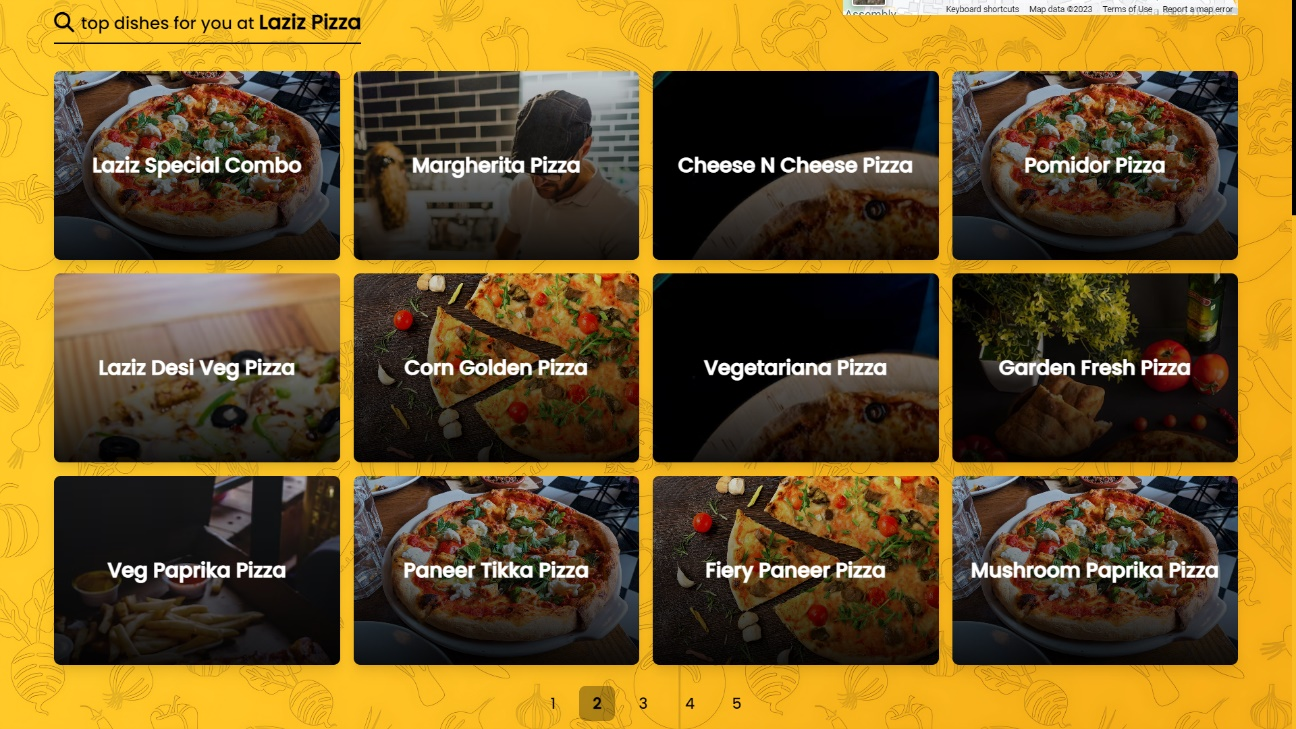 Assembly
Keyboard shortcuts Map data ©2023 Terms of Use Report a map error
top dishes for you at Laziz Pizza
Laziz Special Combo
Margherita Pizza
Cheese N Cheese Pizza
Pomidor Pizza
Laziz Desi Veg Pizza
Corn Golden Pizza
Vegetariana Pizza
Garden Fresh Pizza
Veg Paprika Pizza
Paneer Tikka Pizza
Fiery Paneer Pizza
Mushroom Paprika Pizza
1 2 3 4 5